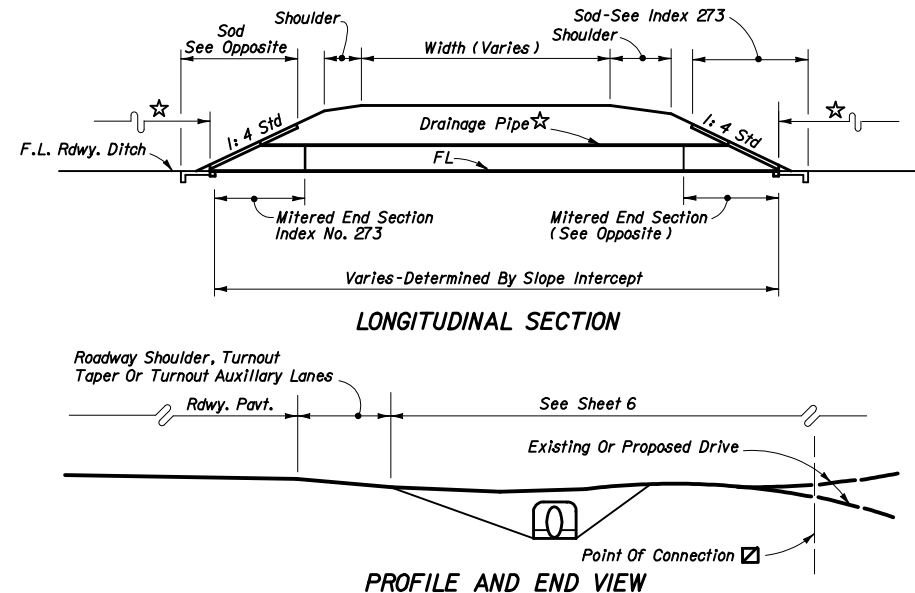 Sod
See Opposite
Shoulder
Width (Varies)
Sod-See Index 273
Shoulder
☆
1: 4 Std
Drainage Pipe☆
1: 4 Std
☆
F.L. Rdwy. Ditch
FL
Mitered End Section
Index No. 273
Mitered End Section
(See Opposite)
Varies-Determined By Slope Intercept
LONGITUDINAL SECTION
Roadway Shoulder, Turnout
Taper Or Turnout Auxillary Lanes
Rdwy. Pavt.
See Sheet 6
Existing Or Proposed Drive
Point Of Connection
PROFILE AND END VIEW